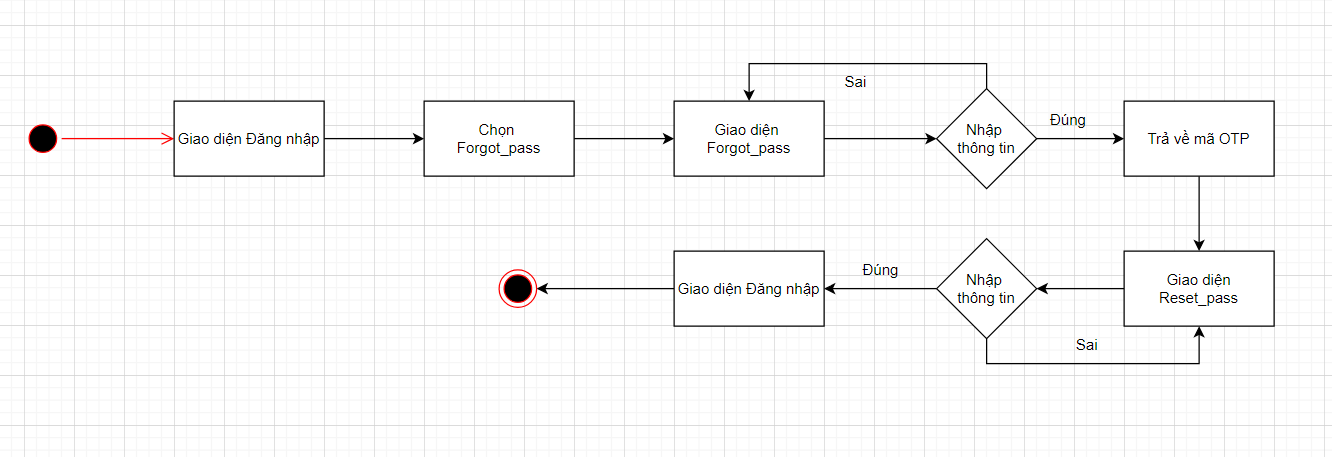 Sai
Giao diện Đăng nhập
Chọn
Forgot_pass
Giao diện
Forgot_pass
Nhập
thông tin
Đúng
Trả về mã OTP
Giao diện Đăng nhập
Đúng
Nhập
thông tin
Giao diện
Reset_pass
Sai